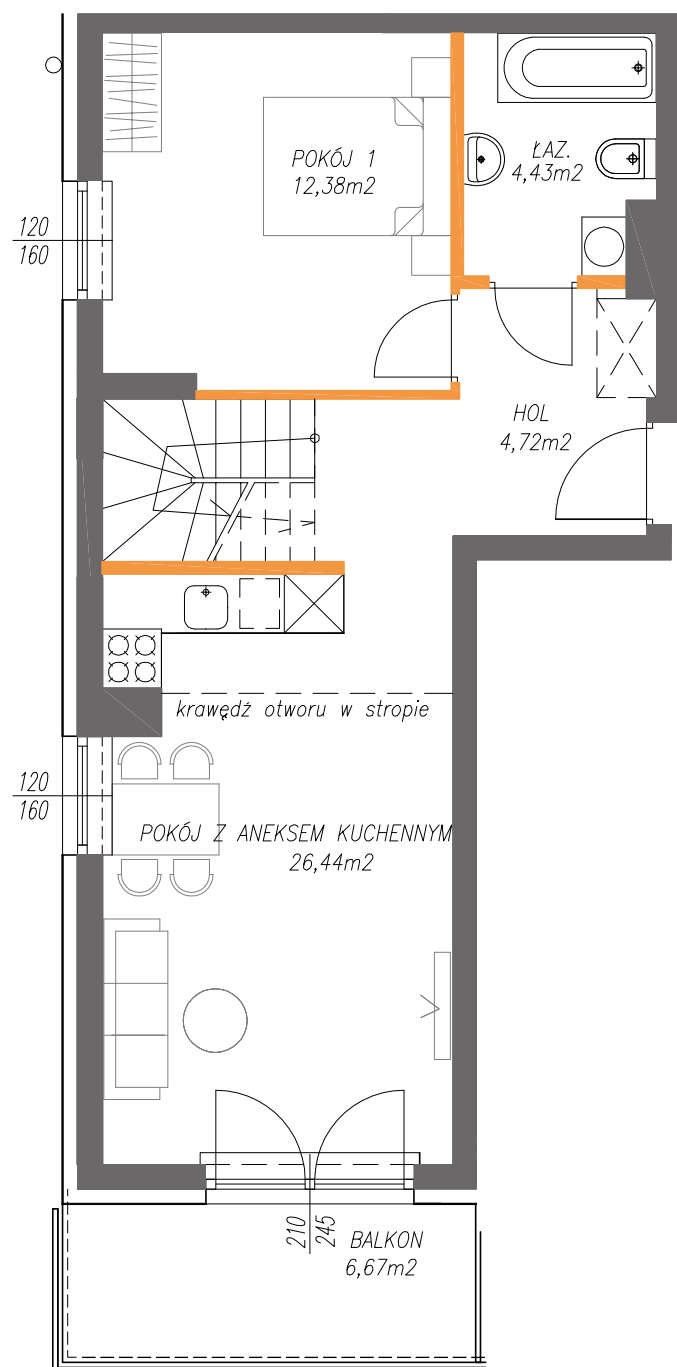 POKÓJ 1
12,38m2
ŁAZ.
4,43m2
120
160
HOL
4,72m2
krawędź otworu w stropie
120
160
POKÓJ Z ANEKSEM KUCHENNYM
26,44m2
210
245
BALKON
6,67m2